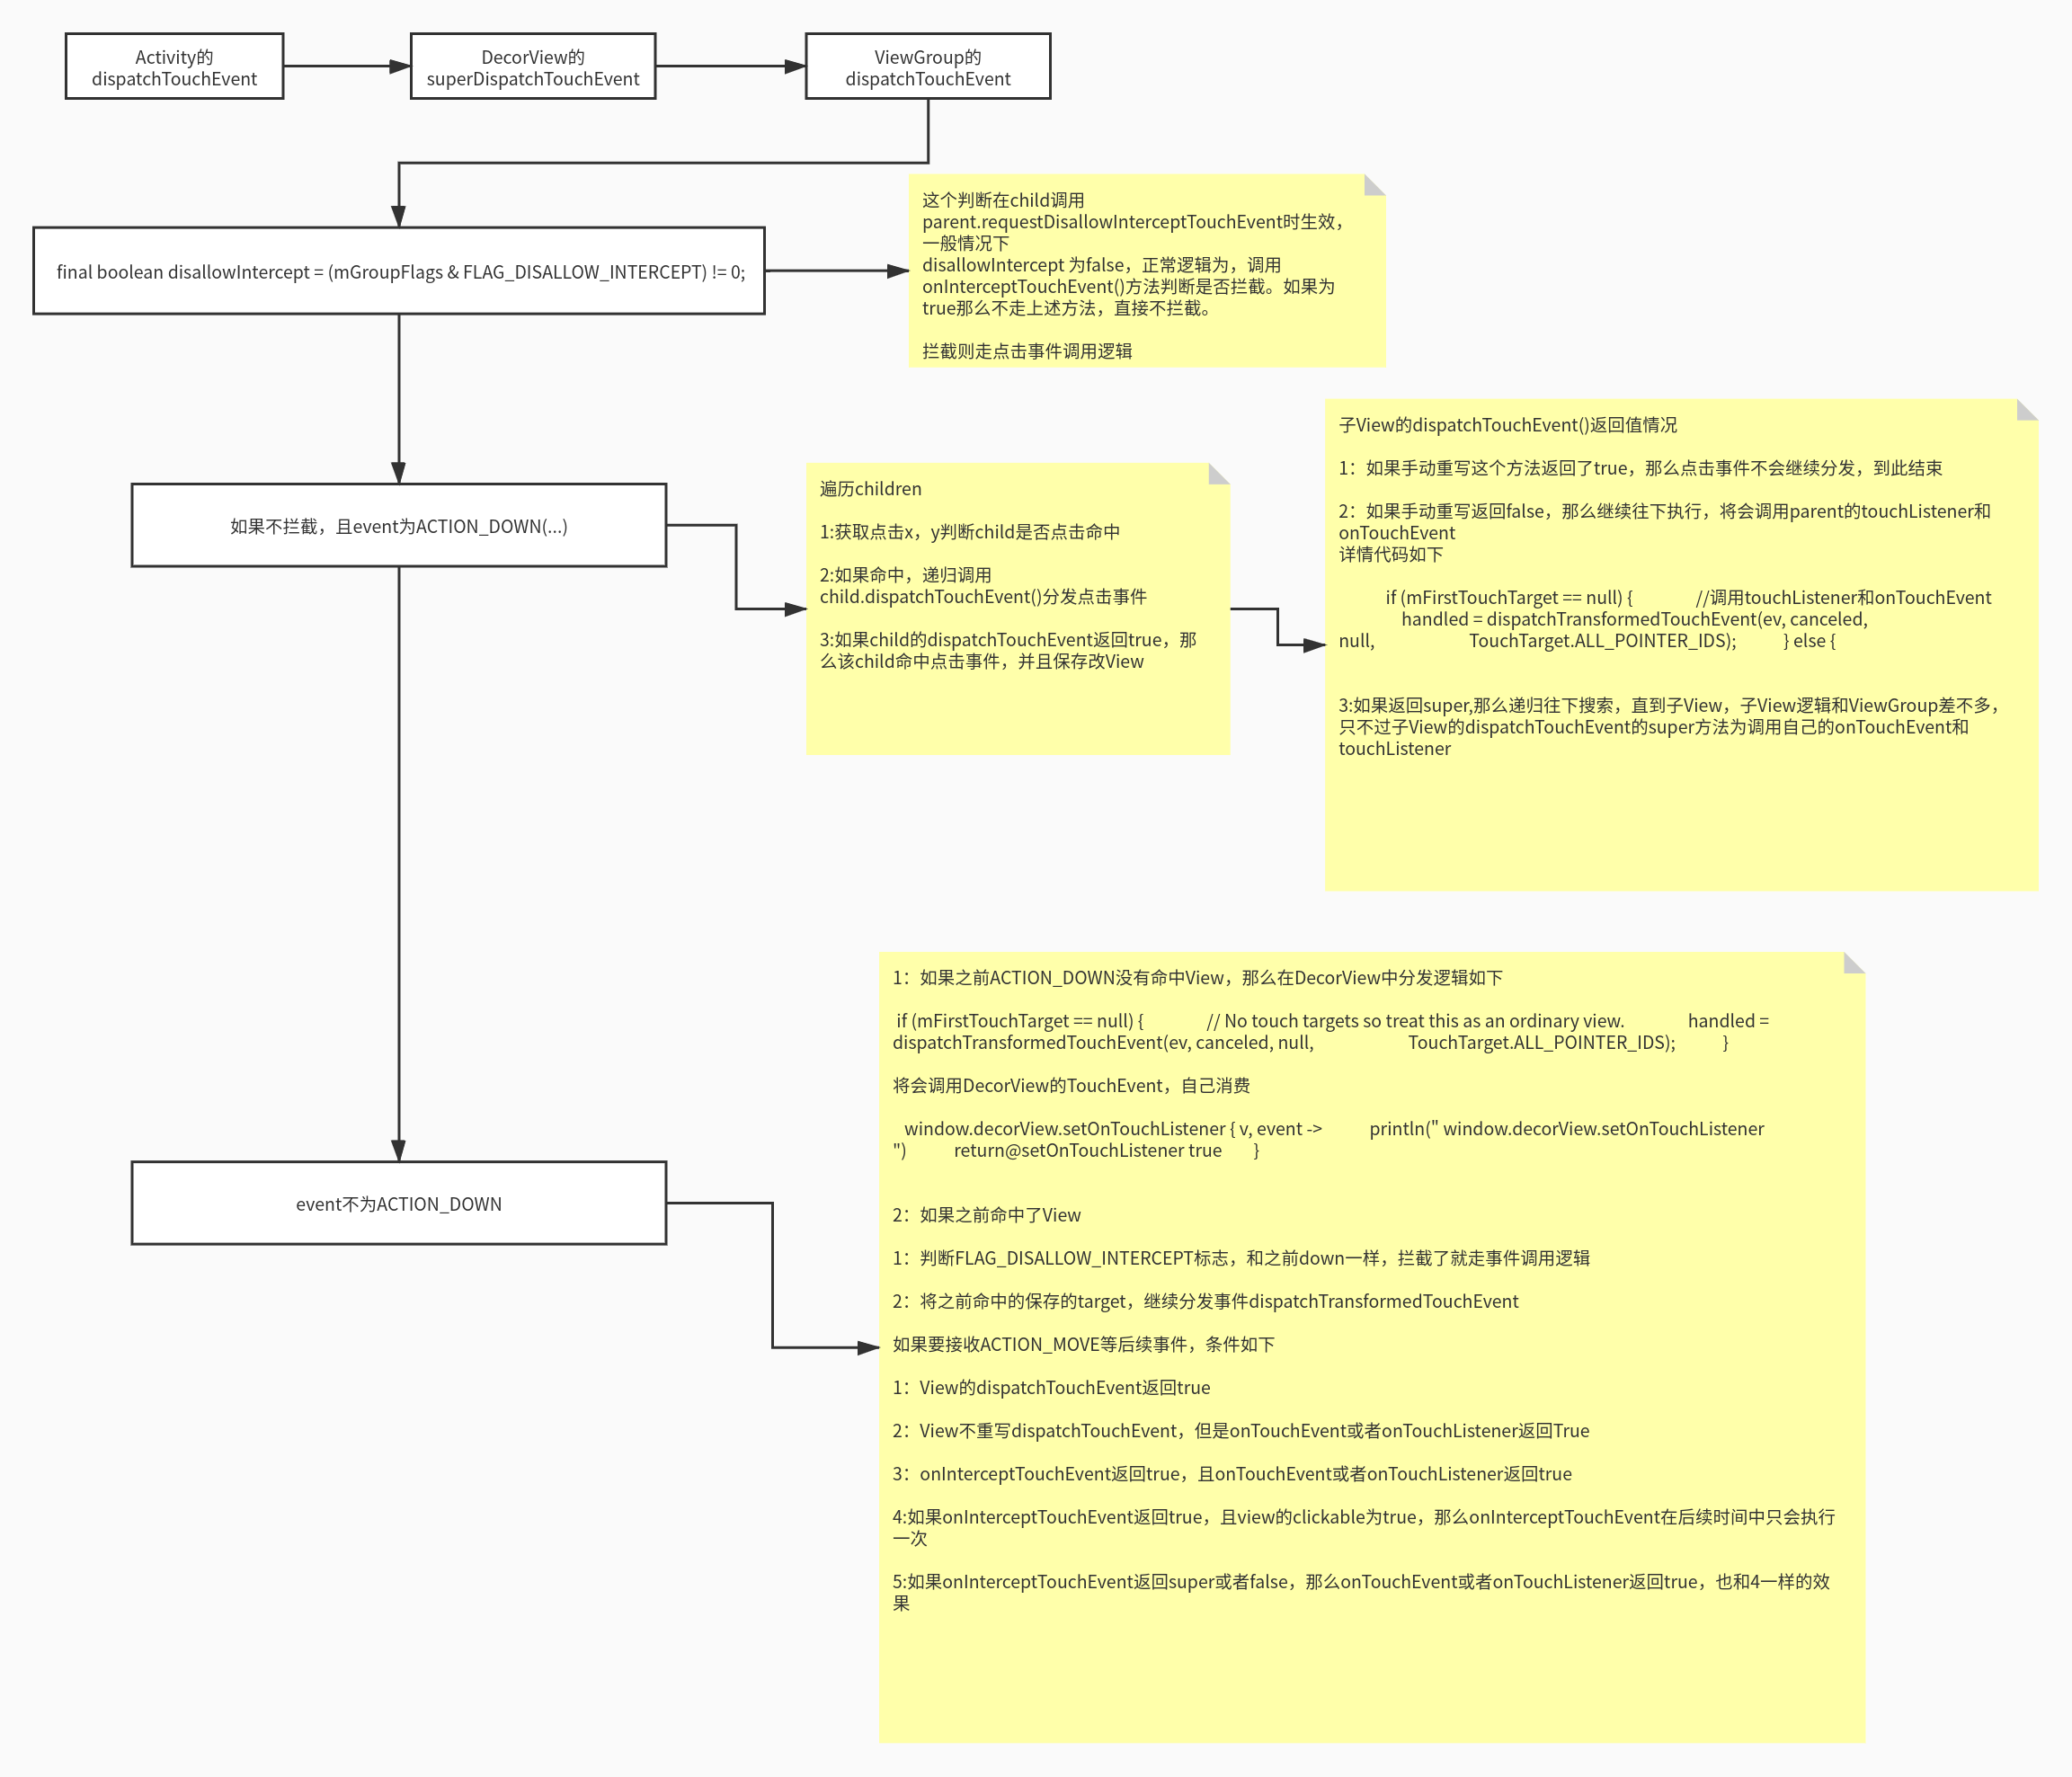 Activity的
dispatchTouchEvent
DecorView的
superDispatchTouchEvent
ViewGroup的
dispatchTouchEvent
final boolean disallowIntercept = (mGroupFlags & FLAG_DISALLOW_INTERCEPT) != 0;
这个判断在child调用
parent.requestDisallowInterceptTouchEvent时生效，
一般情况下
disallowIntercept 为false，正常逻辑为，调用
onInterceptTouchEvent()方法判断是否拦截。如果为
true那么不走上述方法，直接不拦截。
拦截则走点击事件调用逻辑
如果不拦截，且event为ACTION_DOWN(...)
遍历children
1:获取点击x，y判断child是否点击命中
2:如果命中，递归调用
child.dispatchTouchEvent()分发点击事件
3:如果child的dispatchTouchEvent返回true，那
么该child命中点击事件，并且保存改View
子View的dispatchTouchEvent()返回值情况
1：如果手动重写这个方法返回了true，那么点击事件不会继续分发，到此结束
2：如果手动重写返回false，那么继续往下执行，将会调用parent的touchListener和
onTouchEvent
详情代码如下
if (mFirstTouchTarget == null) { //调用touchListener和onTouchEvent
handled = dispatchTransformedTouchEvent(ev, canceled,
null, TouchTarget.ALL_POINTER_IDS); } else {
3:如果返回super,那么递归往下搜索，直到子View，子View逻辑和ViewGroup差不多，
只不过子View的dispatchTouchEvent的super方法为调用自己的onTouchEvent和
touchListener
event不为ACTION_DOWN
1：如果之前ACTION_DOWN没有命中View，那么在DecorView中分发逻辑如下
if (mFirstTouchTarget == null) { // No touch targets so treat this as an ordinary view. handled =
dispatchTransformedTouchEvent(ev, canceled, null, TouchTarget.ALL_POINTER_IDS); }
将会调用DecorView的TouchEvent，自己消费
window.decorView.setOnTouchListener { v, event -> println(" window.decorView.setOnTouchListener
") return@setOnTouchListener true }
2：如果之前命中了View
1：判断FLAG_DISALLOW_INTERCEPT标志，和之前down一样，拦截了就走事件调用逻辑
2：将之前命中的保存的target，继续分发事件dispatchTransformedTouchEvent
如果要接收ACTION_MOVE等后续事件，条件如下
1：View的dispatchTouchEvent返回true
2：View不重写dispatchTouchEvent，但是onTouchEvent或者onTouchListener返回True
3：onInterceptTouchEvent返回true，且onTouchEvent或者onTouchListener返回true
4:如果onInterceptTouchEvent返回true，且view的clickable为true，那么onInterceptTouchEvent在后续时间中只会执行
一次
5:如果onInterceptTouchEvent返回super或者false，那么onTouchEvent或者onTouchListener返回true，也和4一样的效
果